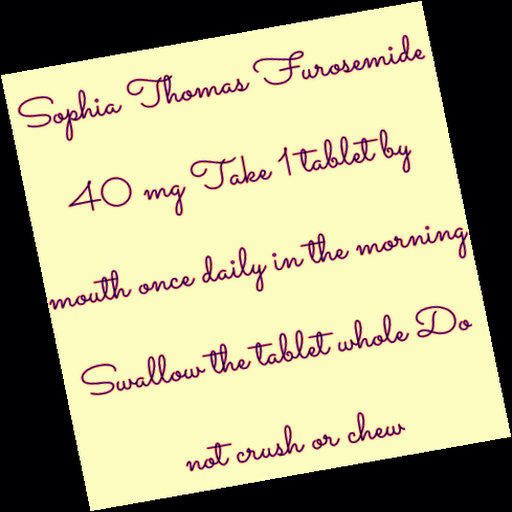 Sophia Thomas Furosemide
40 mg Take 1 tablet by
mouth once daily in the morning
Swallow the tablet whole Do
not crush or chew